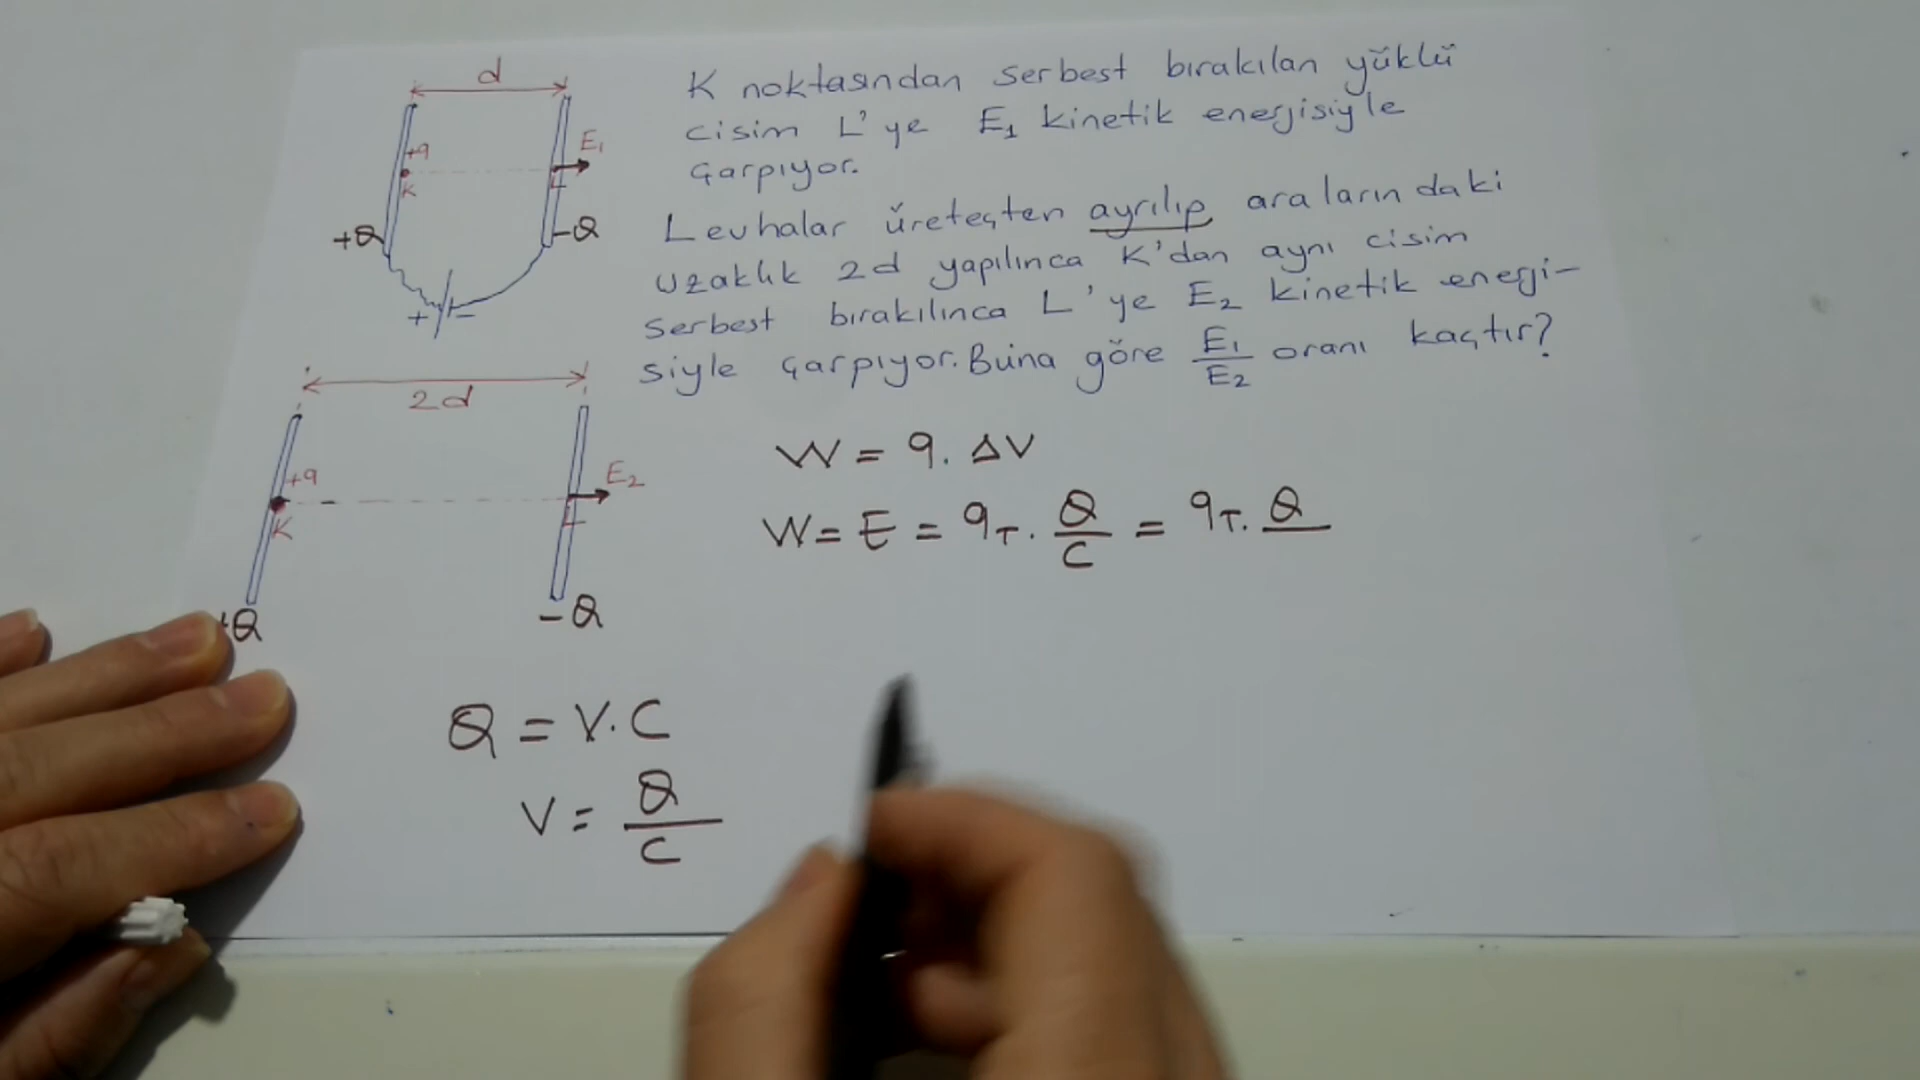 d
+q
K
E₁
L
+Q
-Q
+ -
K noktasından serbest bırakılan yüklü
cisim L'ye E₁ kinetik enerjisiyle
çarpıyor.
Levhalar üreteçten ayrılıp aralarındaki
uzaklık 2d yapılınca K'dan aynı cisim
serbest bırakılınca L'ye E₂ kinetik enerji-
siyle çarpıyor. Buna göre E₁/E₂ oranı kaçtır?
2d
+q
K
E₂
L
+Q
-Q
W = q. ΔV
W = E = q_T . Q/C = q_T. Q
Q = V.C
V = Q/C